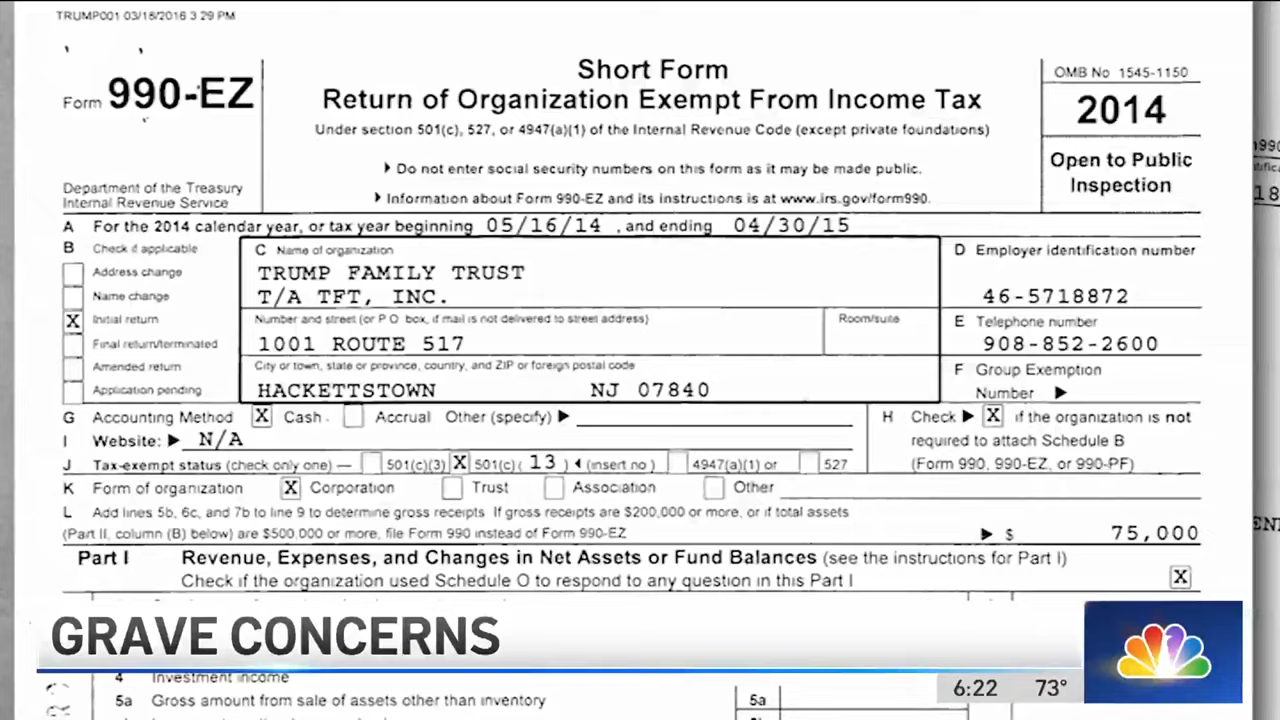 TRUMP001 03/18/2016 3 29 PM
Form 990-EZ
Short Form
Return of Organization Exempt From Income Tax
Under section 501(c), 527, or 4947(a)(1) of the Internal Revenue Code (except private foundations)
Do not enter social security numbers on this form as it may be made public.
Information about Form 990-EZ and its instructions is at www.irs.gov/form990.
Department of the Treasury
Internal Revenue Service
OMB No 1545-1150
2014
Open to Public
Inspection
A For the 2014 calendar year, or tax year beginning 05/16/14 , and ending 04/30/15
B Check if applicable
Address change
Name change
X Initial return
Final return/terminated
Amended return
Application pending
C Name of organization
TRUMP FAMILY TRUST
T/A TFT, INC.
Number and street (or P O box, if mail is not delivered to street address) Room/suite
1001 ROUTE 517
City or town, state or province, country, and ZIP or foreign postal code
HACKETTSTOWN NJ 07840
D Employer identification number
46-5718872
E Telephone number
908-852-2600
F Group Exemption
Number
G Accounting Method X Cash Accrual Other (specify)
H Check X if the organization is not
required to attach Schedule B
(Form 990, 990-EZ, or 990-PF)
I Website: N/A
J Tax-exempt status (check only one) — 501(c)(3) X 501(c)( 13 ) (insert no ) 4947(a)(1) or 527
K Form of organization X Corporation Trust Association Other
L Add lines 5b, 6c, and 7b to line 9 to determine gross receipts If gross receipts are $200,000 or more, or if total assets
(Part II, column (B) below) are $500,000 or more, file Form 990 instead of Form 990-EZ $ 75,000
Part I Revenue, Expenses, and Changes in Net Assets or Fund Balances (see the instructions for Part I)
Check if the organization used Schedule O to respond to any question in this Part I X
GRAVE CONCERNS
4 Investment income
5a Gross amount from sale of assets other than inventory 5a
6:22 73°